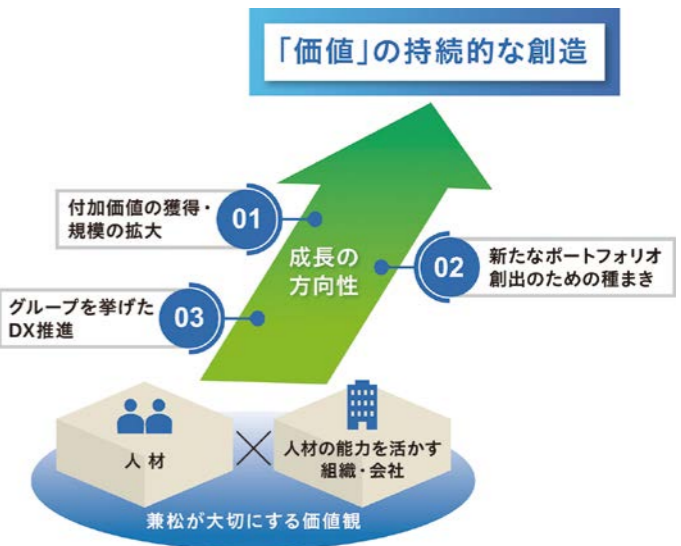 「価値」の持続的な創造
付加価値の獲得・
規模の拡大
01
成長の
方向性
02
新たなポートフォリオ
創出のための種まき
グループを挙げた
DX推進
03
人材
人材の能力を活かす
組織・会社
兼松が大切にする価値観